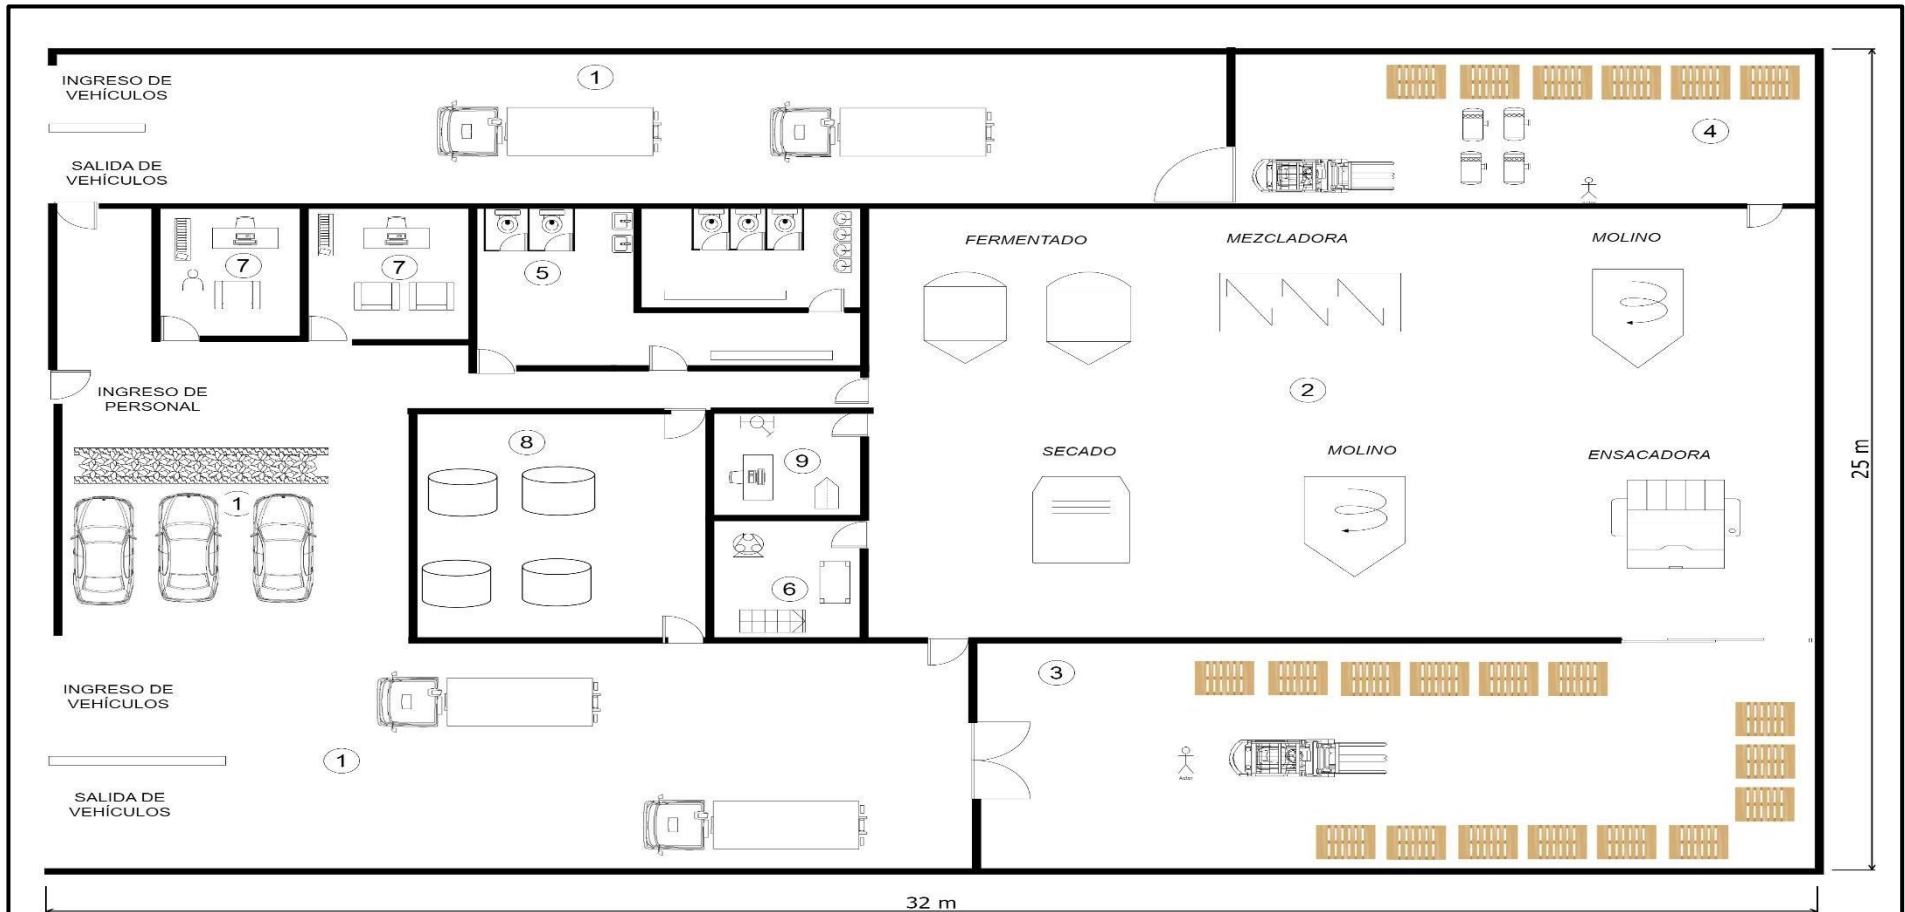 INGRESO DE
VEHÍCULOS
1
4
SALIDA DE
VEHÍCULOS
7
7
5
FERMENTADO
MEZCLADORA
MOLINO
INGRESO DE
PERSONAL
2
8
9
SECADO
MOLINO
ENSACADORA
25 m
1
6
INGRESO DE
VEHÍCULOS
3
1
Actor
SALIDA DE
VEHÍCULOS
32 m